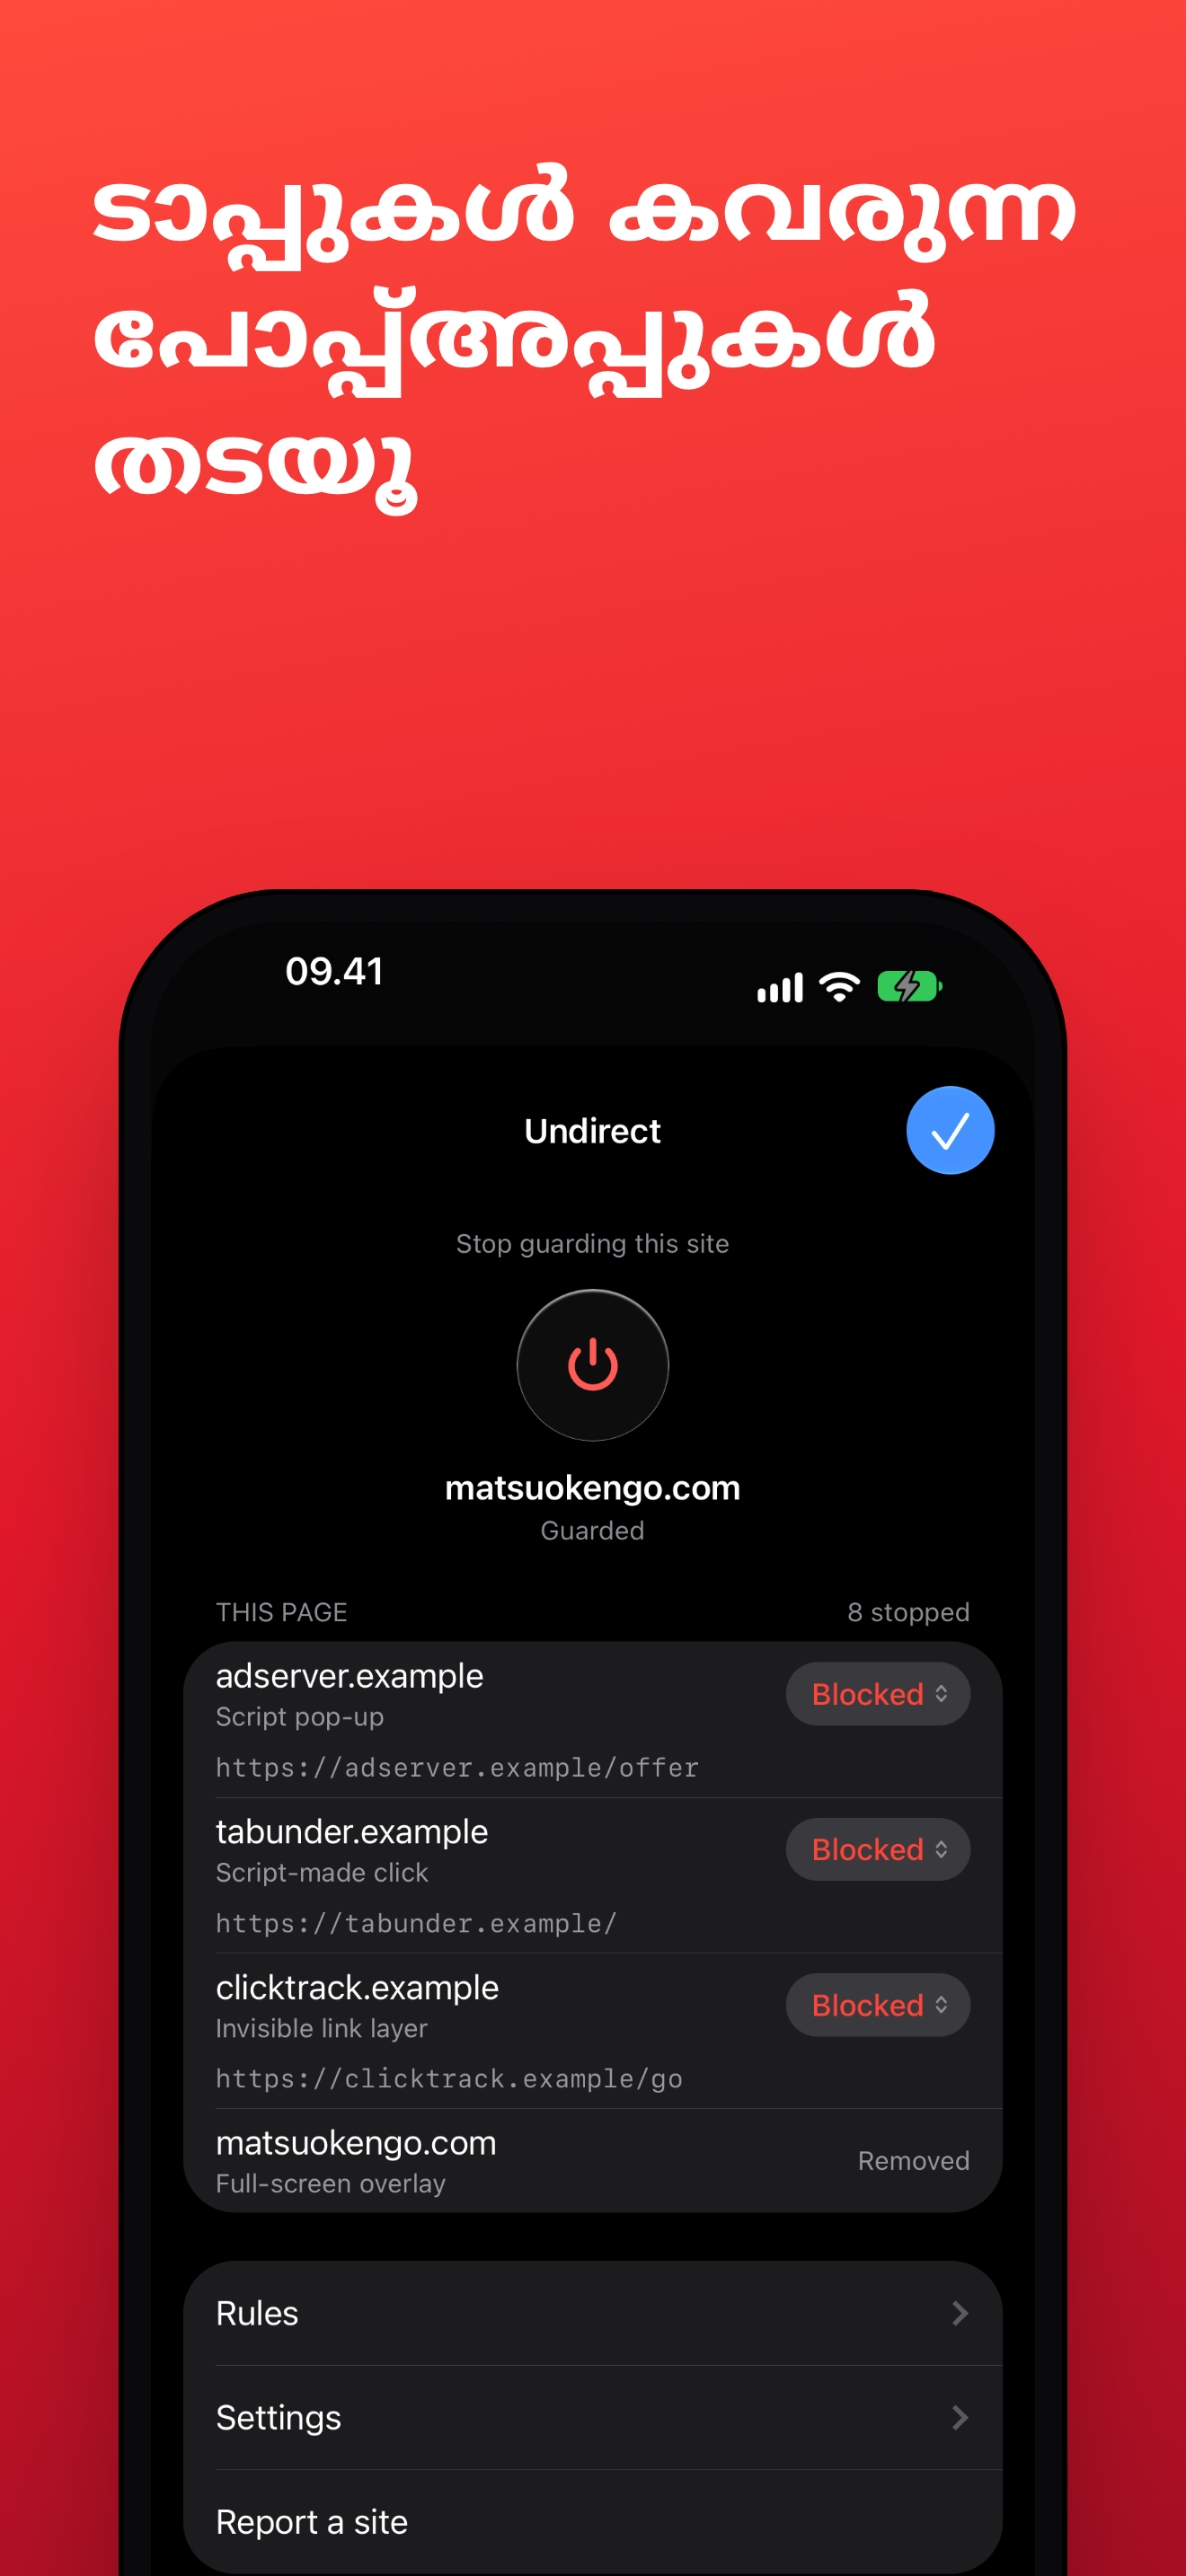 ടാപ്പുകൾ കവരുന്ന
പോപ്പ്അപ്പുകൾ
തടയൂ
09.41
Undirect
Stop guarding this site
matsuokengo.com
Guarded
THIS PAGE 8 stopped
adserver.example Blocked
Script pop-up
https://adserver.example/offer
tabunder.example Blocked
Script-made click
https://tabunder.example/
clicktrack.example Blocked
Invisible link layer
https://clicktrack.example/go
matsuokengo.com Removed
Full-screen overlay
Rules
Settings
Report a site